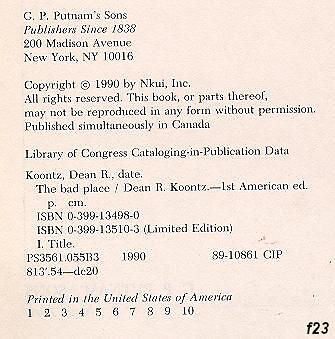 G. P. Putnam's Sons
Publishers Since 1838
200 Madison Avenue
New York, NY 10016
Copyright © 1990 by Nkui, Inc.
All rights reserved. This book, or parts thereof,
may not be reproduced in any form without permission.
Published simultaneously in Canada
Library of Congress Cataloging-in-Publication Data
Koontz, Dean R., date.
The bad place / Dean R. Koontz.—1st American ed.
p. cm.
ISBN 0-399-13498-0
ISBN 0-399-13510-3 (Limited Edition)
I. Title.
PS3561.055B3 1990 89-10861 CIP
813'.54—dc20
Printed in the United States of America
1 2 3 4 5 6 7 8 9 10
f23